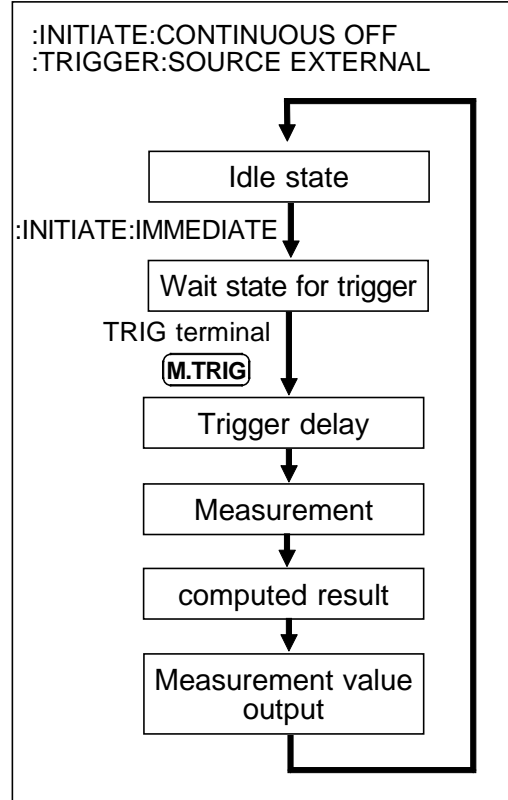 :INITIATE:CONTINUOUS OFF
:TRIGGER:SOURCE EXTERNAL
Idle state
:INITIATE:IMMEDIATE
Wait state for trigger
TRIG terminal
M.TRIG
Trigger delay
Measurement
computed result
Measurement value
output